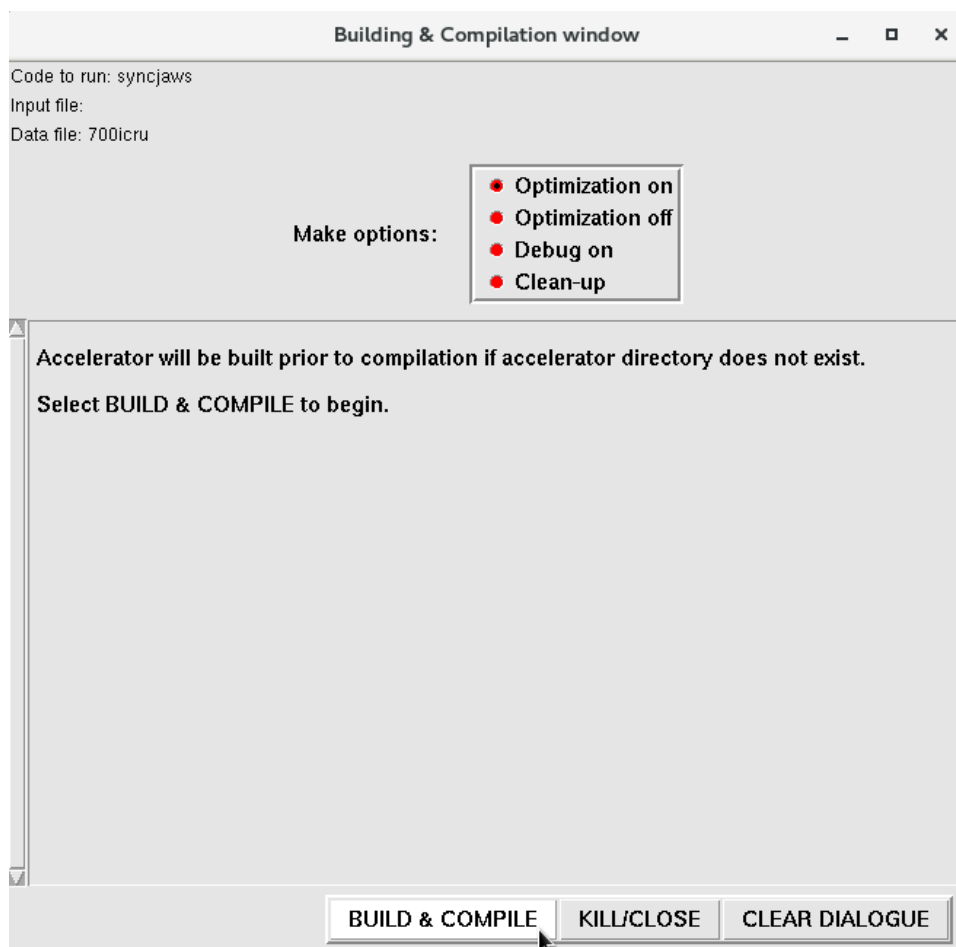 Building & Compilation window
Code to run: syncjaws
Input file:
Data file: 700icru
Make options:
Optimization on
Optimization off
Debug on
Clean-up
Accelerator will be built prior to compilation if accelerator directory does not exist.
Select BUILD & COMPILE to begin.
BUILD & COMPILE KILL/CLOSE CLEAR DIALOGUE